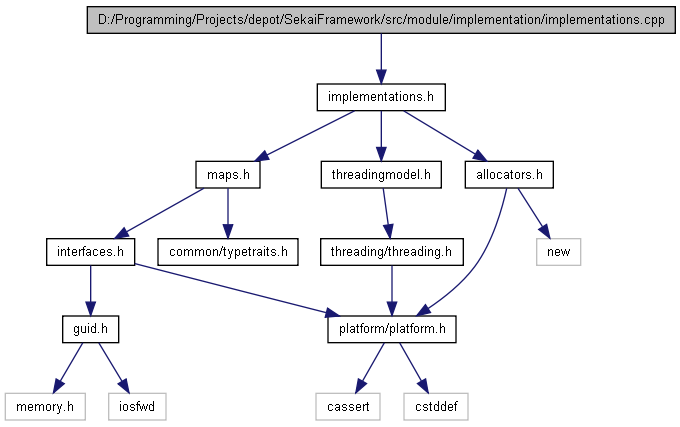 D:/Programming/Projects/depot/SekaiFramework/src/module/implementation/implementations.cpp
implementations.h
maps.h
threadingmodel.h
allocators.h
interfaces.h
common/typetraits.h
threading/threading.h
new
guid.h
platform/platform.h
memory.h
iosfwd
cassert
cstddef